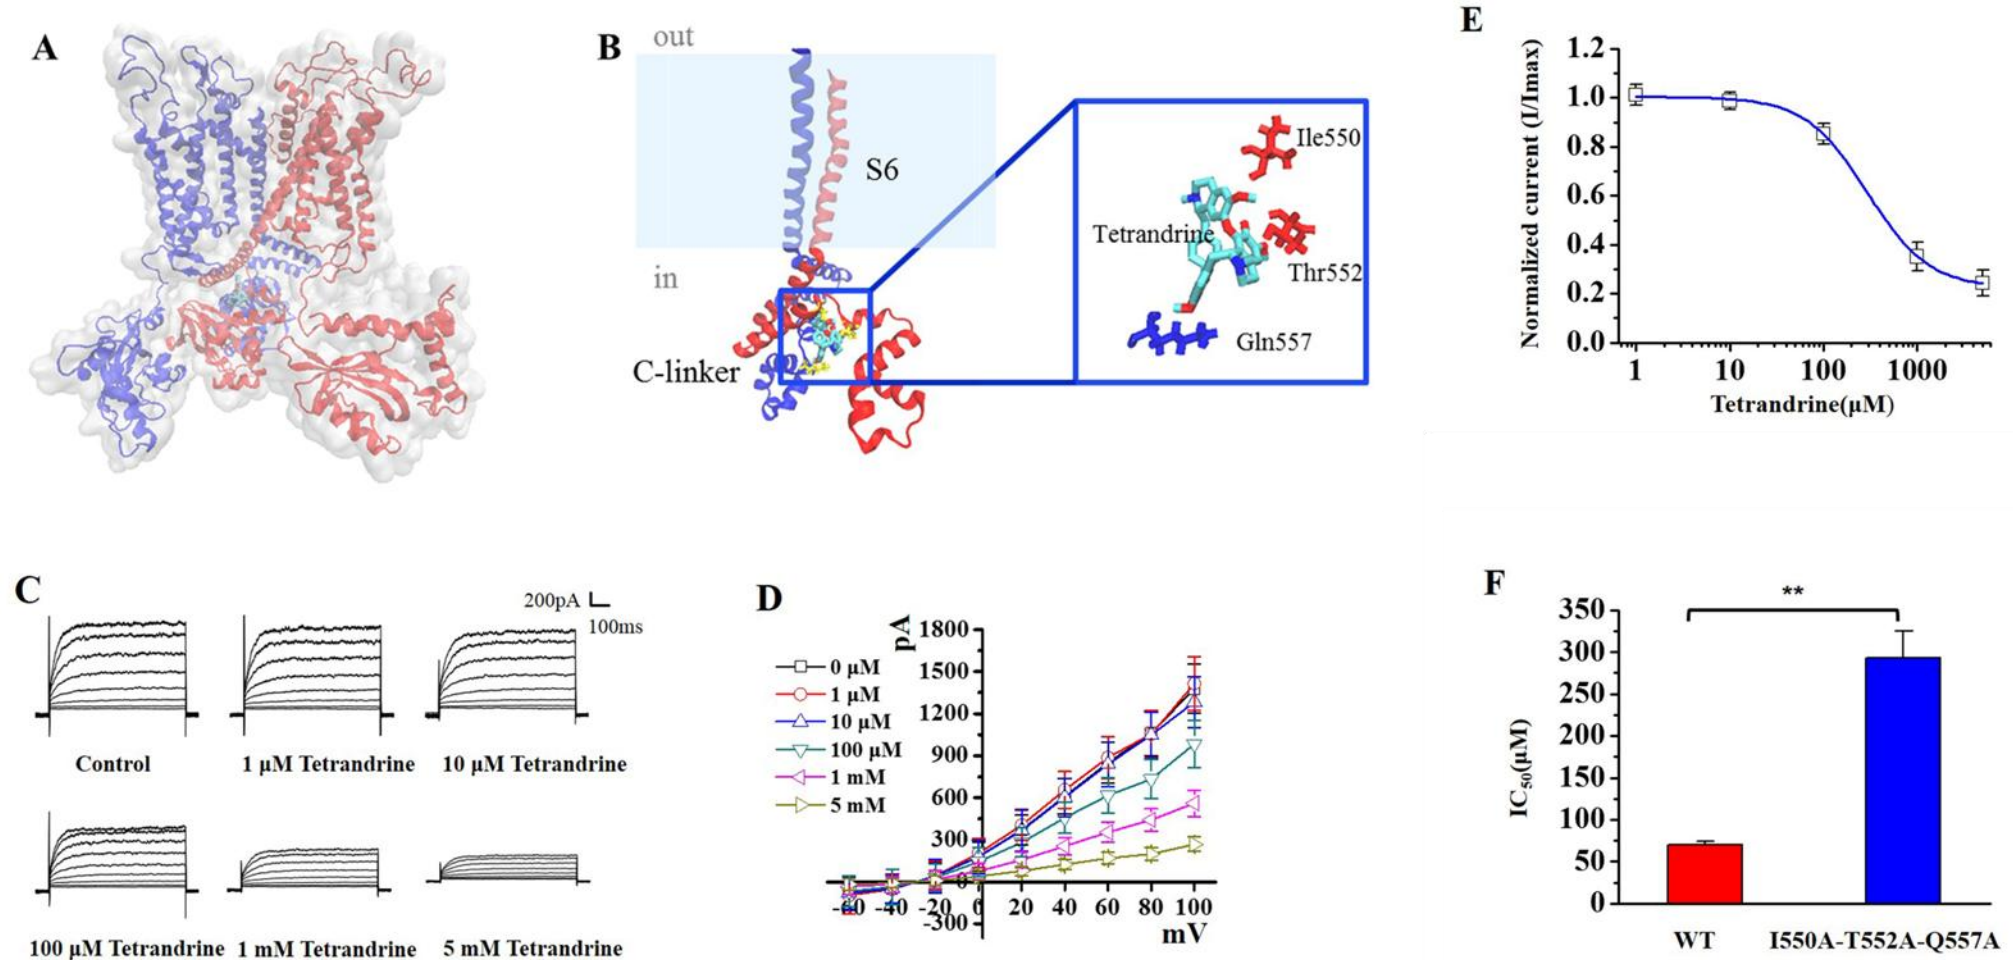 A
B
out
S6
in
C-linker
Ile550
Tetrandrine
Thr552
Gln557
E
Normalized current (I/Imax)
1.2
1.0
0.8
0.6
0.4
0.2
0.0
1 10 100 1000
Tetrandrine(µM)
C
200pA
100ms
Control
1 µM Tetrandrine
10 µM Tetrandrine
100 µM Tetrandrine
1 mM Tetrandrine
5 mM Tetrandrine
D
pA
0 µM
1 µM
10 µM
100 µM
1 mM
5 mM
1800
1500
1200
900
600
300
0
-300
-60 -40 -20 0 20 40 60 80 100
mV
F
**
IC50(µM)
350
300
250
200
150
100
50
0
WT
I550A-T552A-Q557A